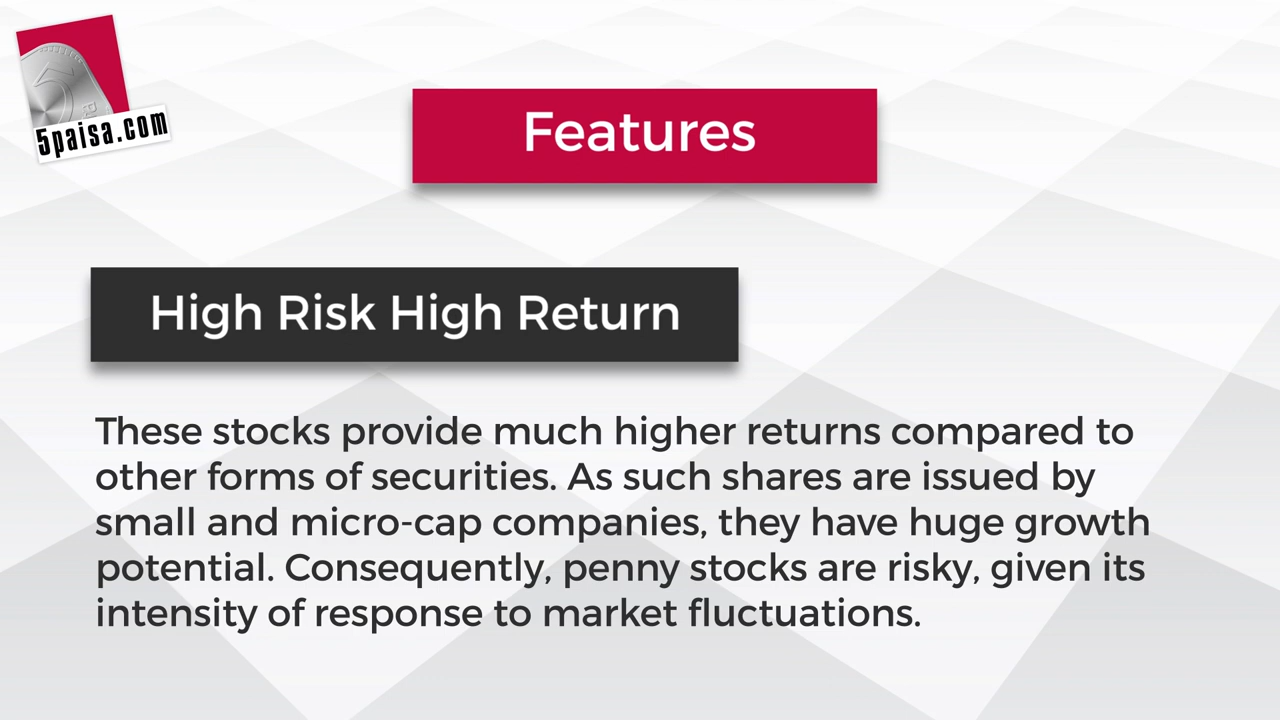 5paisa.com
Features
High Risk High Return
These stocks provide much higher returns compared to
other forms of securities. As such shares are issued by
small and micro-cap companies, they have huge growth
potential. Consequently, penny stocks are risky, given its
intensity of response to market fluctuations.